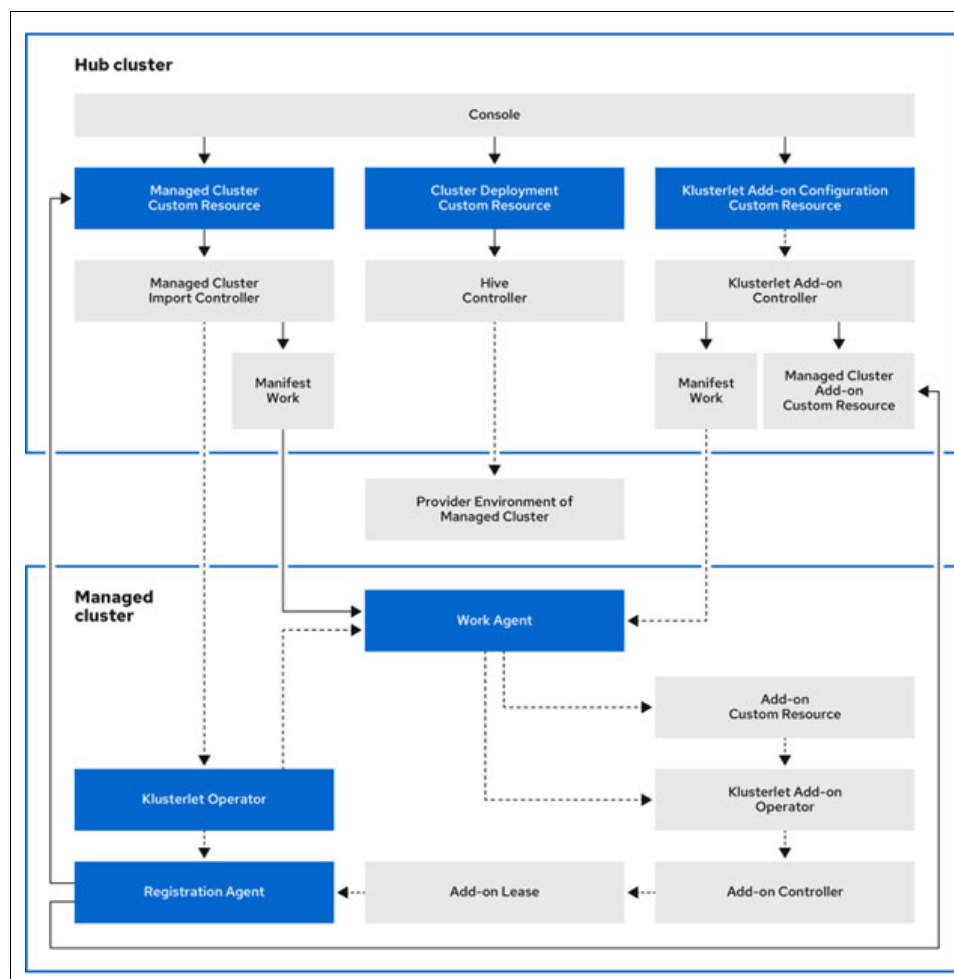 Hub cluster
Console
Managed Cluster
Custom Resource
Cluster Deployment
Custom Resource
Klusterlet Add-on Configuration
Custom Resource
Managed Cluster
Import Controller
Hive
Controller
Klusterlet Add-on
Controller
Manifest
Work
Manifest
Work
Managed Cluster
Add-on
Custom Resource
Provider Environment of
Managed Cluster
Managed
cluster
Work Agent
Add-on
Custom Resource
Klusterlet Operator
Klusterlet Add-on
Operator
Registration Agent
Add-on Lease
Add-on Controller